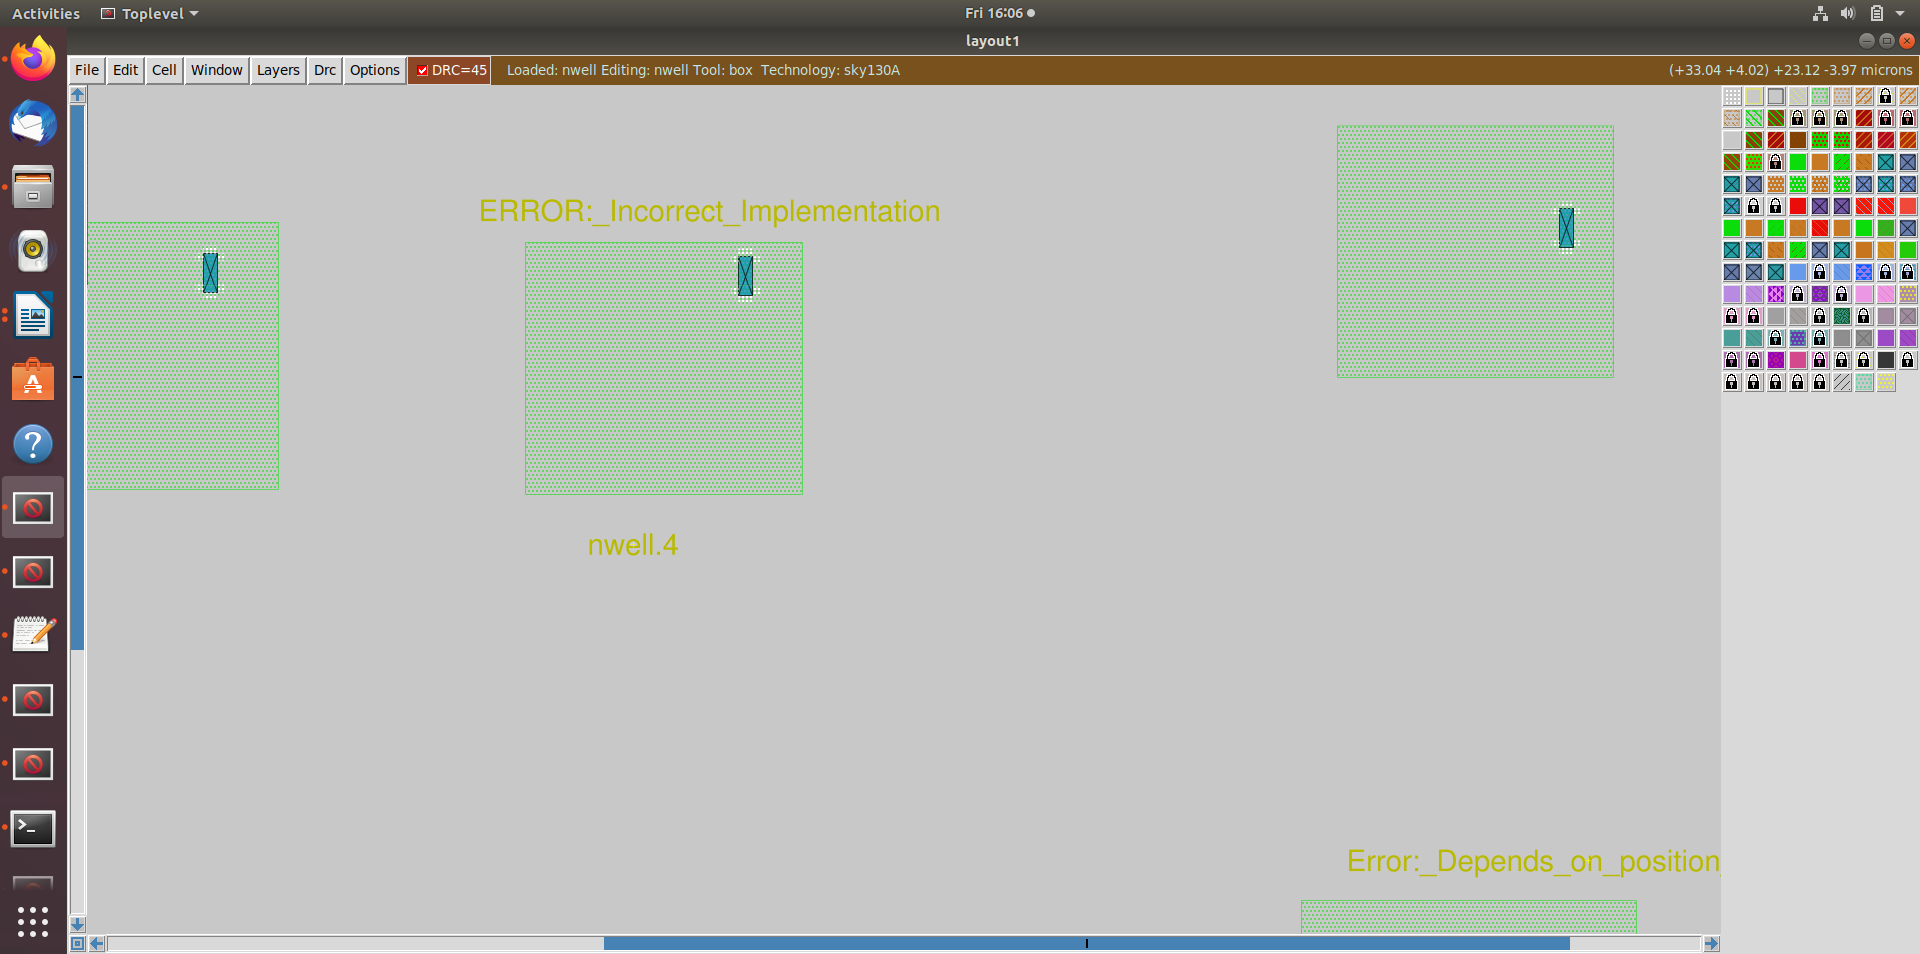 Activities Toplevel Fri 16:06
layout1
File Edit Cell Window Layers Drc Options DRC=45 Loaded: nwell Editing: nwell Tool: box Technology: sky130A (+33.04 +4.02) +23.12 -3.97 microns
ERROR:_Incorrect_Implementation
nwell.4
Error:_Depends_on_position_